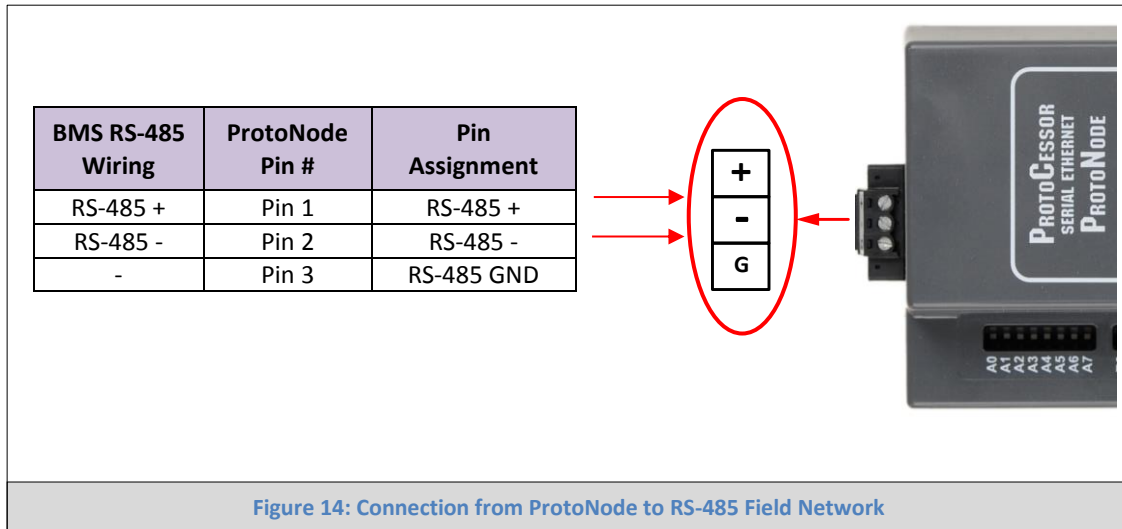 BMS RS-485 Wiring ProtoNode Pin # Pin Assignment
RS-485 + Pin 1 RS-485 +
RS-485 - Pin 2 RS-485 -
- Pin 3 RS-485 GND
+
-
G
PROTOCESSOR
SERIAL ETHERNET
PROTONODE
A0
A1
A2
A3
A4
A5
A6
A7
Figure 14: Connection from ProtoNode to RS-485 Field Network